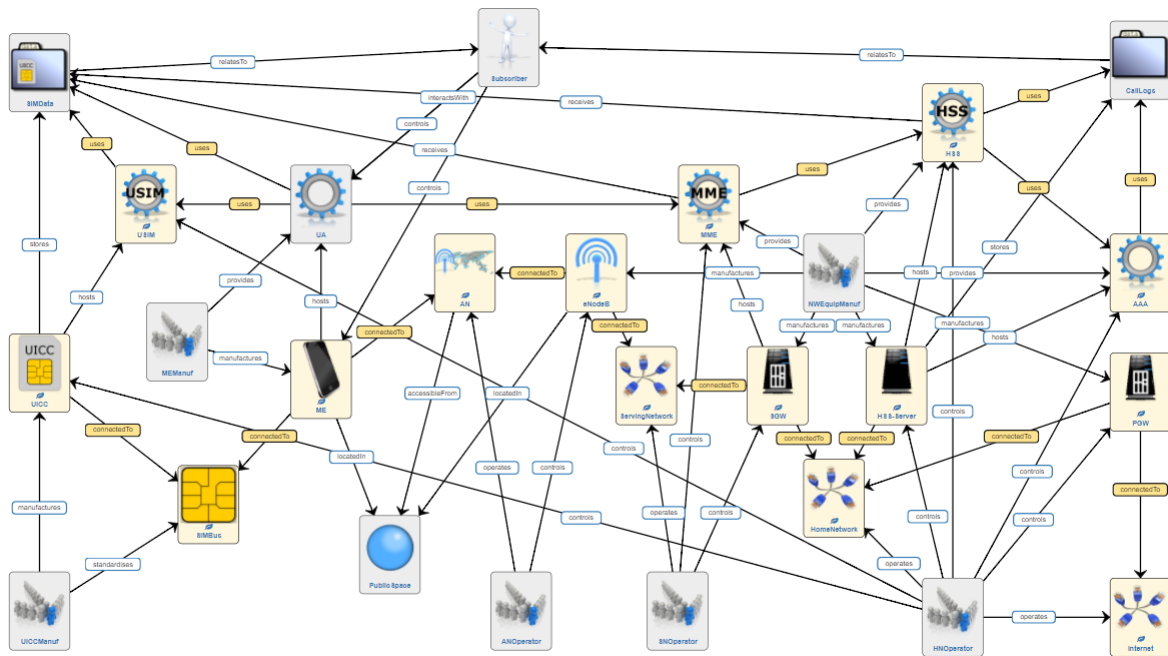 UICC
SIMData
relatesTo
Subscriber
relatesTo
CallLogs
interactsWith
receives
uses
HSS
HSS
controls
uses
uses
receives
uses
USIM
USIM
uses
UA
controls
uses
MME
MME
uses
uses
stores
provides
stores
AN
connectedTo
eNodeB
manufactures
provides
NWEquipManuf
hosts
provides
AAA
hosts
provides
hosts
hosts
MEManuf
manufactures
connectedTo
connectedTo
manufactures
manufactures
manufactures
hosts
UICC
UICC
ME
accessibleFrom
locatedIn
ServingNetwork
connectedTo
SGW
HSS-Server
controls
PGW
connectedTo
connectedTo
locatedIn
controls
connectedTo
connectedTo
connectedTo
operates
controls
controls
connectedTo
manufactures
SIMBus
controls
operates
controls
HomeNetwork
controls
controls
standardises
PublicSpace
operates
UICCManuf
ANOperator
SNOperator
HNOperator
operates
Internet